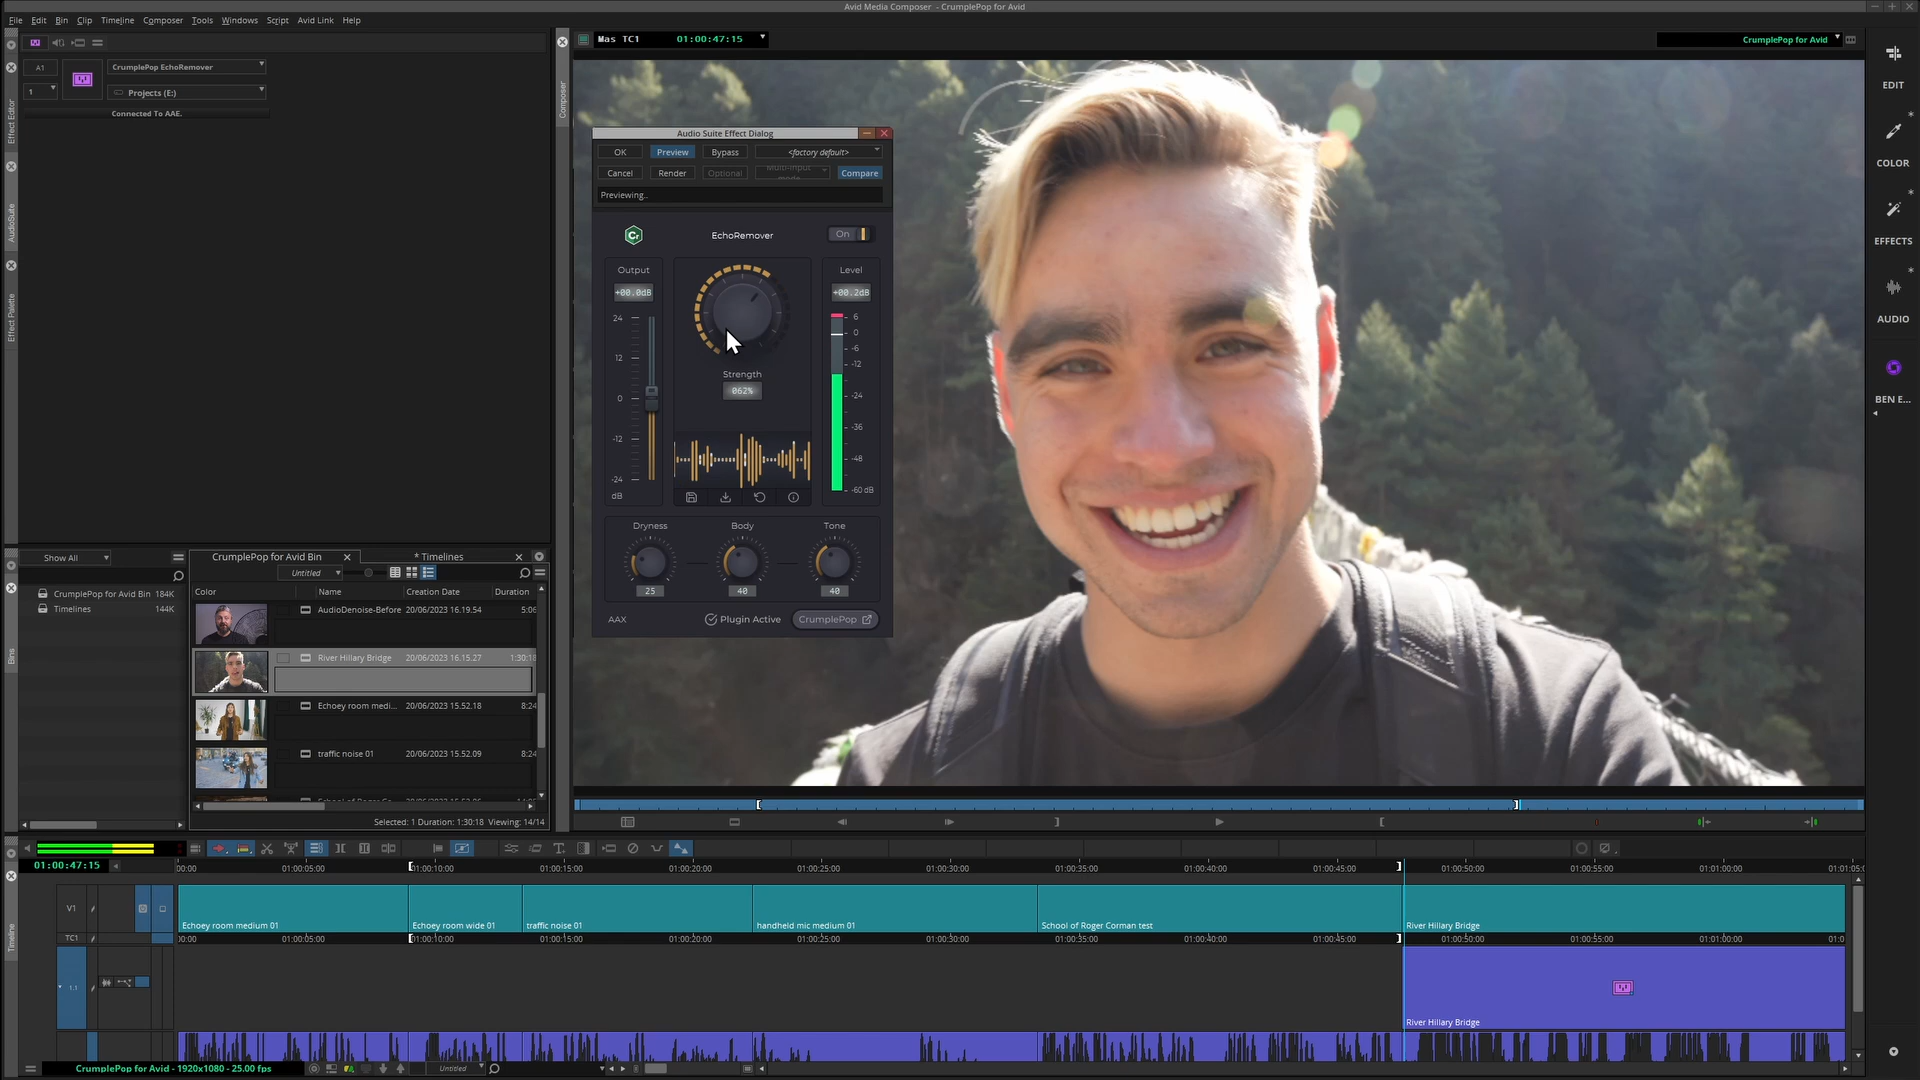 Avid Media Composer - CrumplePop for Avid
File Edit Bin Clip Timeline Composer Tools Windows Script Avid Link Help
Mas TC1 01:00:47:15
CrumplePop for Avid
A1
CrumplePop EchoRemover
1
Projects (E:)
Connected To AAE.
Effect Editor
AudioSuite
Effect Palette
Composer
EDIT
COLOR
EFFECTS
AUDIO
BEN E...
Audio Suite Effect Dialog
OK Preview Bypass <factory default>
Cancel Render Optional Multi-Input mode Compare
Previewing..
Cr EchoRemover On
Output
+00.0dB
24
12
0
-12
-24
dB
Strength
062%
Level
+00.2dB
6
0
-6
-12
-24
-36
-48
-60 dB
Dryness Body Tone
25 40 40
AAX Plugin Active CrumplePop
Show All
CrumplePop for Avid Bin * Timelines
Untitled
CrumplePop for Avid Bin 184K
Timelines 144K
Bins
Color Name Creation Date Duration
AudioDenoise-Before 20/06/2023 16.19.54 5:06
River Hillary Bridge 20/06/2023 16.15.27 1:30:18
Echoey room medi... 20/06/2023 15.52.18 8:24
traffic noise 01 20/06/2023 15.52.09 8:24
Selected: 1 Duration: 1:30:18 Viewing: 14/14
01:00:47:15
00:00 01:00:05:00 01:00:10:00 01:00:15:00 01:00:20:00 01:00:25:00 01:00:30:00 01:00:35:00 01:00:40:00 01:00:45:00 01:00:50:00 01:00:55:00 01:01:00:00 01:01:05:0
Timeline
V1
Echoey room medium 01 Echoey room wide 01 traffic noise 01 handheld mic medium 01 School of Roger Corman test River Hillary Bridge
TC1
00:00 01:00:05:00 01:00:10:00 01:00:15:00 01:00:20:00 01:00:25:00 01:00:30:00 01:00:35:00 01:00:40:00 01:00:45:00 01:00:50:00 01:00:55:00 01:01:00:00 01:0
1.1
River Hillary Bridge
CrumplePop for Avid - 1920x1080 - 25.00 fps
Untitled